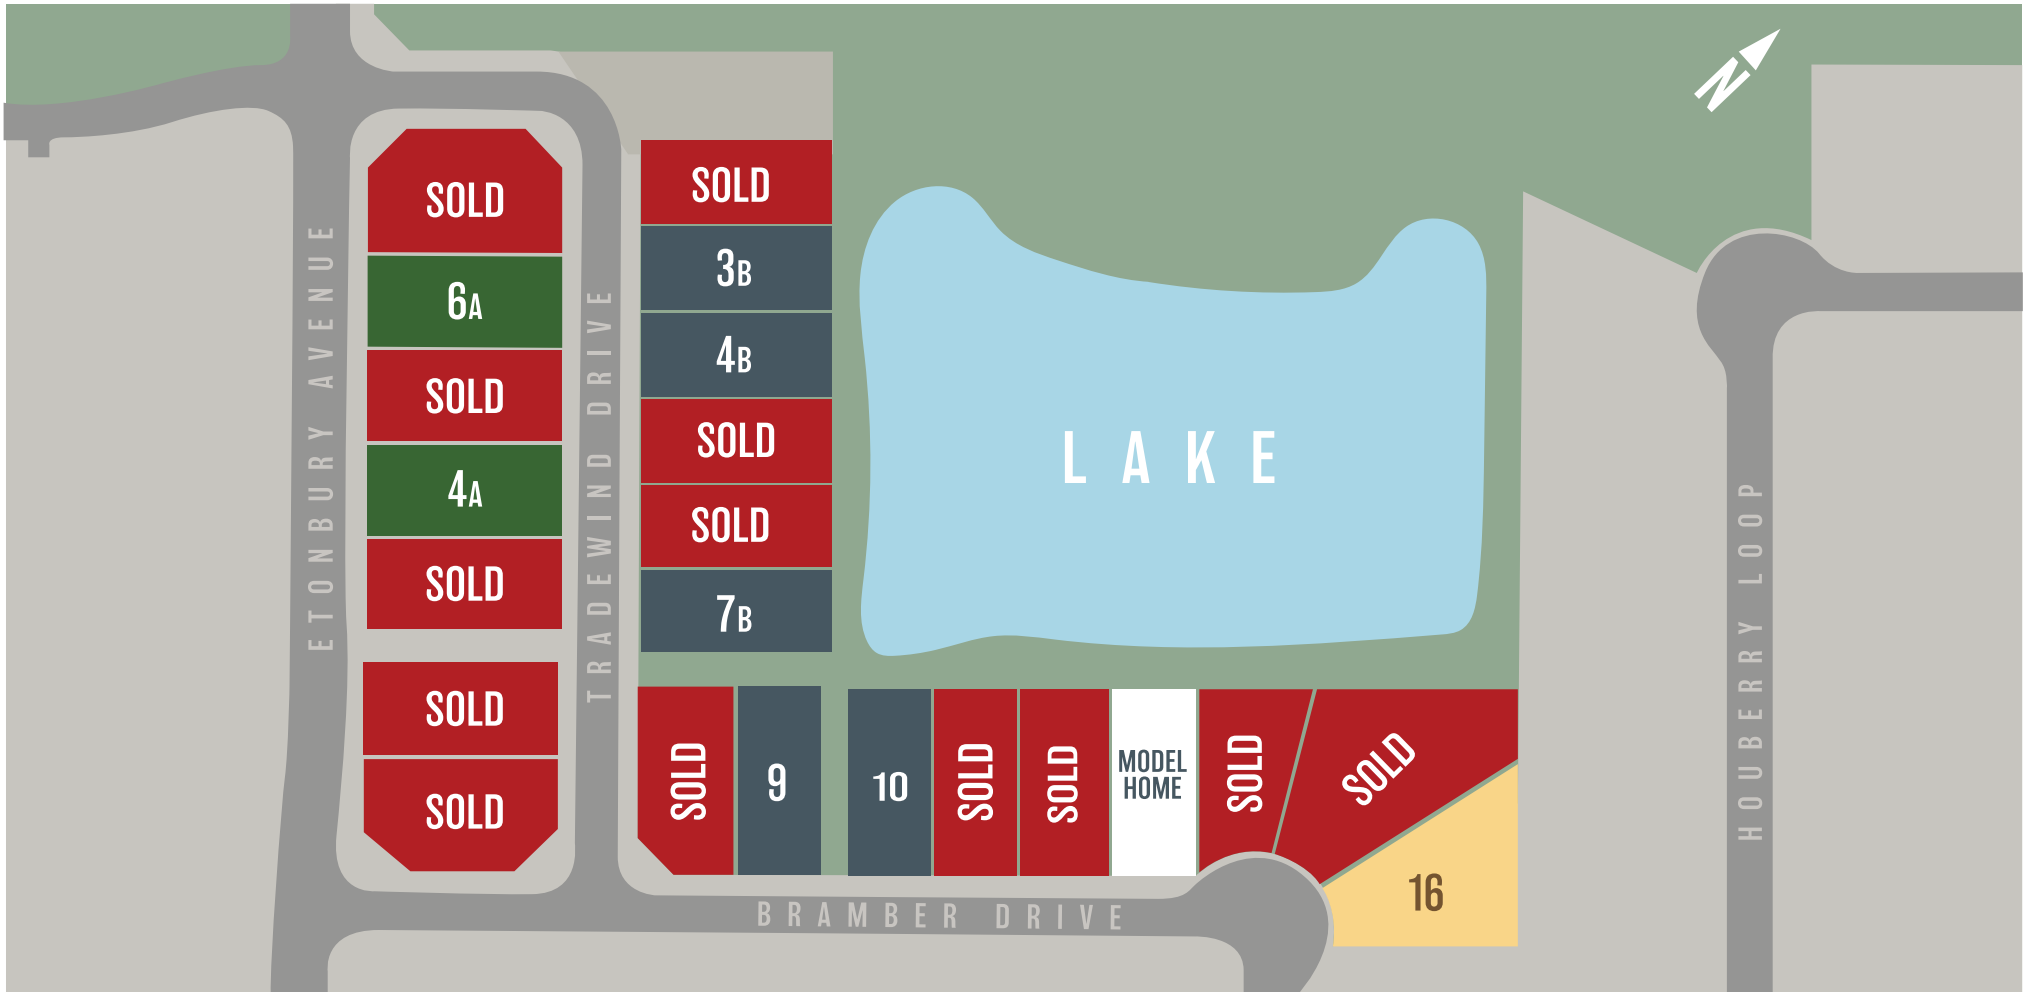 N
ETONBURY AVENUE
SOLD
6A
SOLD
4A
SOLD
SOLD
SOLD
TRADEWIND DRIVE
SOLD
3B
4B
SOLD
SOLD
7B
LAKE
SOLD
9
10
SOLD
SOLD
MODEL
HOME
SOLD
SOLD
16
BRAMBER DRIVE
HOUBERRY LOOP